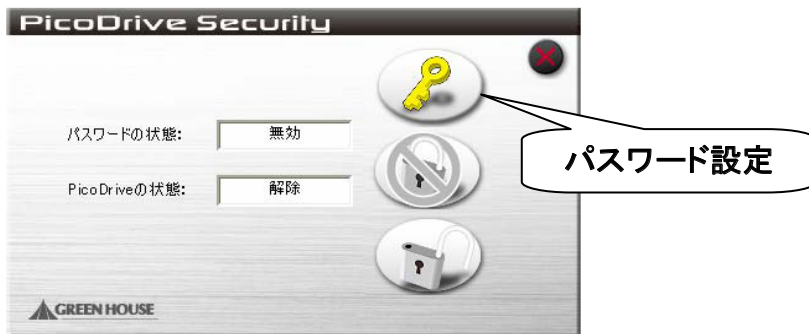 PicoDrive Security
パスワードの状態: 無効
パスワード設定
PicoDriveの状態: 解除
GREEN HOUSE